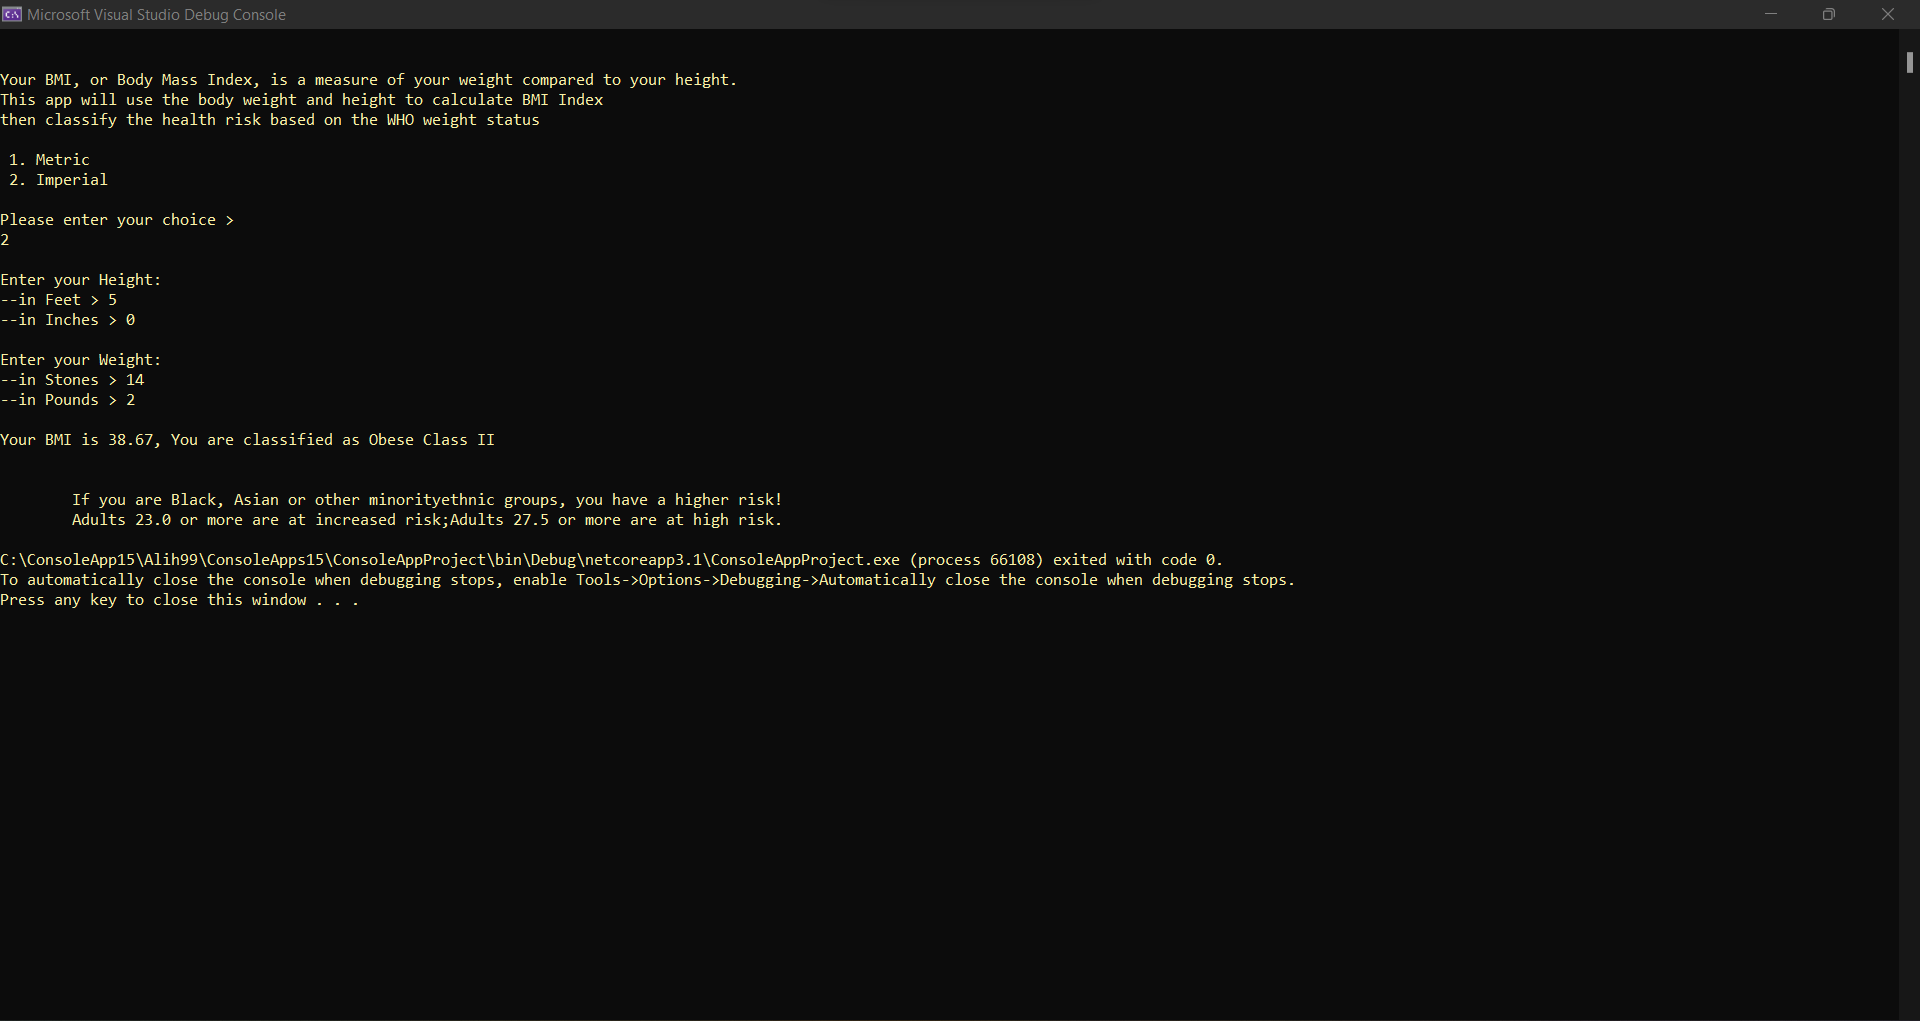 Microsoft Visual Studio Debug Console
Your BMI, or Body Mass Index, is a measure of your weight compared to your height.
This app will use the body weight and height to calculate BMI Index
then classify the health risk based on the WHO weight status
1. Metric
2. Imperial
Please enter your choice >
2
Enter your Height:
--in Feet > 5
--in Inches > 0
Enter your Weight:
--in Stones > 14
--in Pounds > 2
Your BMI is 38.67, You are classified as Obese Class II
If you are Black, Asian or other minorityethnic groups, you have a higher risk!
Adults 23.0 or more are at increased risk;Adults 27.5 or more are at high risk.
C:\ConsoleApp15\Alih99\ConsoleApps15\ConsoleAppProject\bin\Debug\netcoreapp3.1\ConsoleAppProject.exe (process 66108) exited with code 0.
To automatically close the console when debugging stops, enable Tools->Options->Debugging->Automatically close the console when debugging stops.
Press any key to close this window . . .